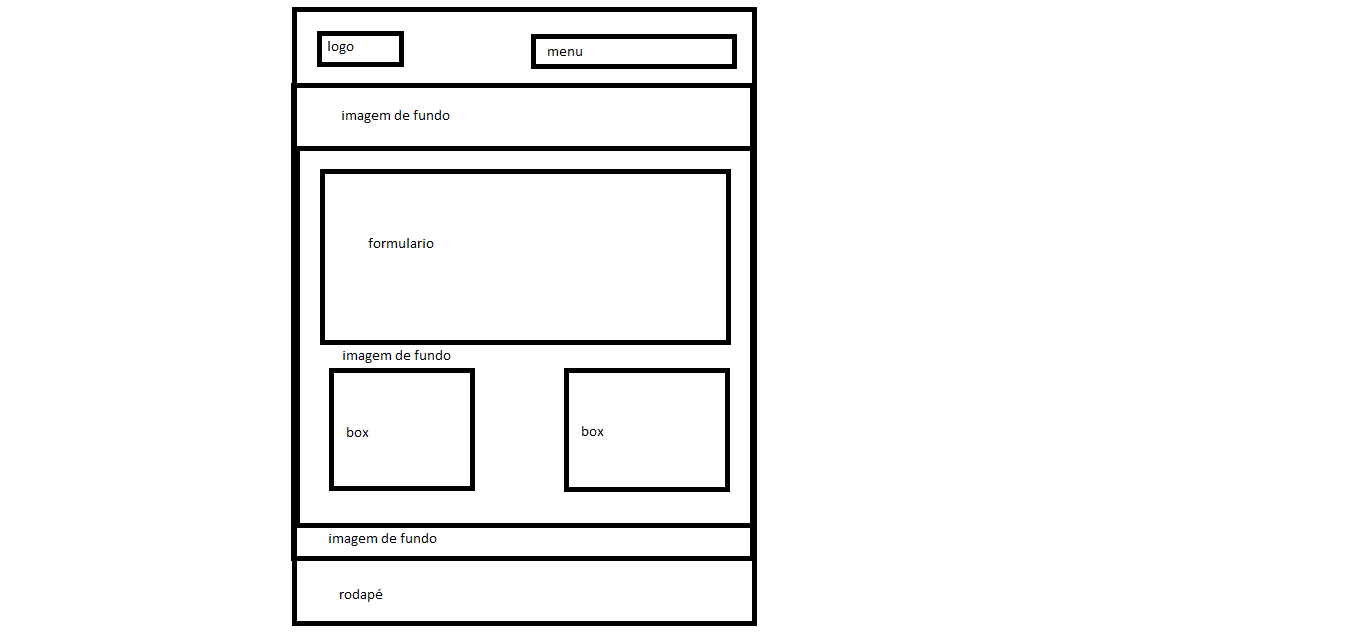 logo
menu
imagem de fundo
formulario
imagem de fundo
box
box
imagem de fundo
rodapé